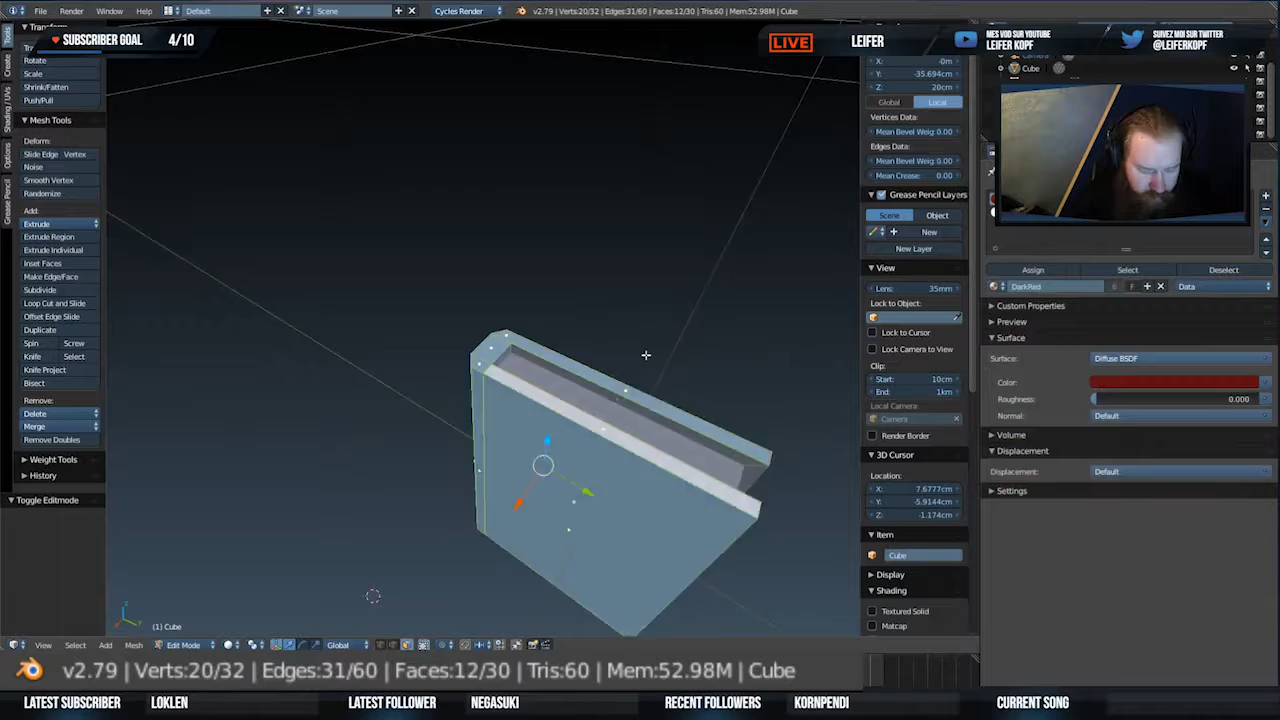 File Render Window Help Default Scene Cycles Render v2.79 | Verts:20/32 | Edges:31/60 | Faces:12/30 | Tris:60 | Mem:52.98M | Cube
SUBSCRIBER GOAL 4/10
LIVE LEIFER
MES VOD SUR YOUTUBE
LEIFER KOPF
SUIVEZ MOI SUR TWITTER
@LEIFERKOPF
Tools
Create
Shading / UVs
Options
Grease Pencil
Transform
Rotate
Scale
Shrink/Fatten
Push/Pull
Mesh Tools
Deform:
Slide Edge Vertex
Noise
Smooth Vertex
Randomize
Add:
Extrude
Extrude Region
Extrude Individual
Inset Faces
Make Edge/Face
Subdivide
Loop Cut and Slide
Offset Edge Slide
Duplicate
Spin Screw
Knife Select
Knife Project
Bisect
Remove:
Delete
Merge
Remove Doubles
Weight Tools
History
Toggle Editmode
(1) Cube
View Select Add Mesh Edit Mode Global
X: -0m
Y: -35.694cm
Z: 20cm
Global Local
Vertices Data:
Mean Bevel Weig: 0.00
Edges Data:
Mean Bevel Weig: 0.00
Mean Crease: 0.00
Grease Pencil Layers
Scene Object
New
New Layer
View
Lens: 35mm
Lock to Object:
Lock to Cursor
Lock Camera to View
Clip:
Start: 10cm
End: 1km
Local Camera:
Camera
Render Border
3D Cursor
Location:
X: 7.6777cm
Y: -5.9144cm
Z: -1.174cm
Item
Cube
Display
Shading
Textured Solid
Matcap
Cube
Assign Select Deselect
DarkRed 6 F Data
Custom Properties
Preview
Surface
Surface: Diffuse BSDF
Color:
Roughness: 0.000
Normal: Default
Volume
Displacement
Displacement: Default
Settings
v2.79 | Verts:20/32 | Edges:31/60 | Faces:12/30 | Tris:60 | Mem:52.98M | Cube
LATEST SUBSCRIBER LOKLEN LATEST FOLLOWER NEGASUKI RECENT FOLLOWERS KORNPENDI CURRENT SONG